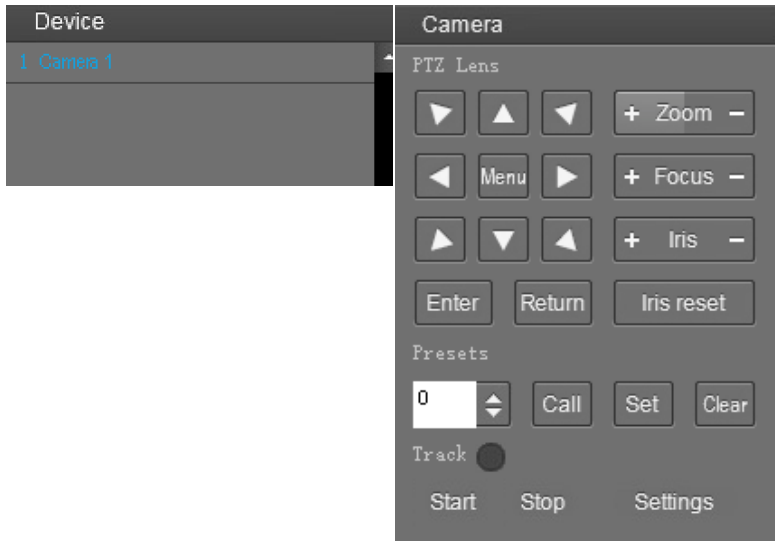 Device
1 Camera 1
Camera
PTZ Lens
+ Zoom −
Menu
+ Focus −
+ Iris −
Enter Return Iris reset
Presets
0 Call Set Clear
Track
Start Stop Settings